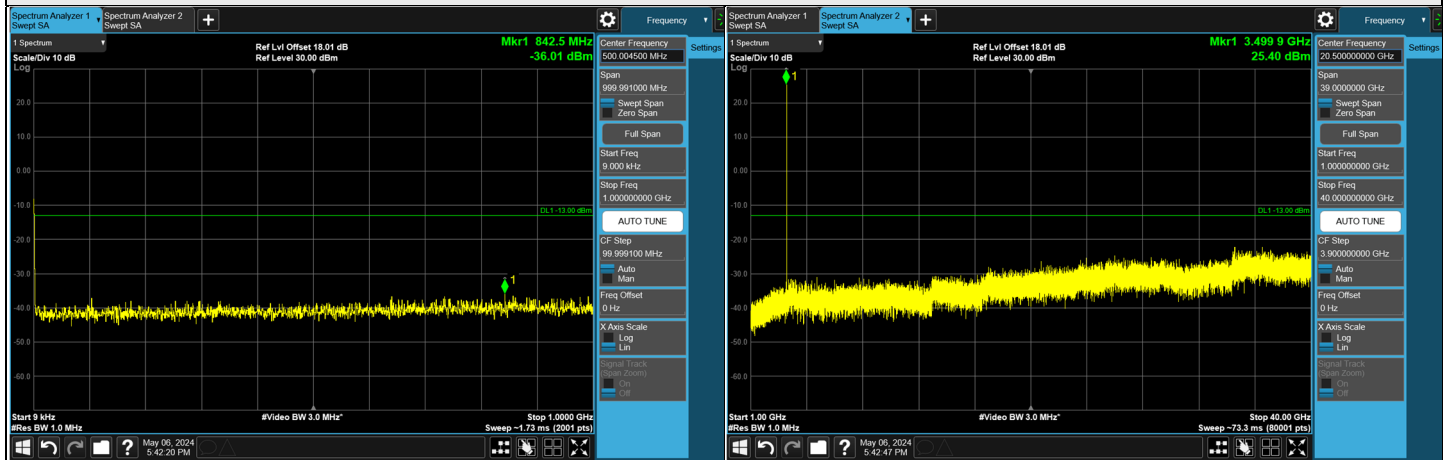 Spectrum Analyzer 1
Swept SA
Spectrum Analyzer 2
Swept SA
+
Frequency
1 Spectrum
Scale/Div 10 dB
Log
Ref Lvl Offset 18.01 dB
Ref Level 30.00 dBm
Mkr1 842.5 MHz
-36.01 dBm
20.0
10.0
0.00
-10.0
-20.0
-30.0
-40.0
-50.0
-60.0
DL1 -13.00 dBm
1
Start 9 kHz
#Res BW 1.0 MHz
#Video BW 3.0 MHz*
Stop 1.0000 GHz
Sweep ~1.73 ms (2001 pts)
Center Frequency
500.004500 MHz
Settings
Span
999.991000 MHz
Swept Span
Zero Span
Full Span
Start Freq
9.000 kHz
Stop Freq
1.000000000 GHz
AUTO TUNE
CF Step
99.999100 MHz
Auto
Man
Freq Offset
0 Hz
X Axis Scale
Log
Lin
Signal Track
(Span Zoom)
On
Off
?
May 06, 2024
5:42:20 PM
Spectrum Analyzer 1
Swept SA
Spectrum Analyzer 2
Swept SA
+
Frequency
1 Spectrum
Scale/Div 10 dB
Log
Ref Lvl Offset 18.01 dB
Ref Level 30.00 dBm
Mkr1 3.499 9 GHz
25.40 dBm
1
20.0
10.0
0.00
-10.0
-20.0
-30.0
-40.0
-50.0
-60.0
DL1 -13.00 dBm
Start 1.00 GHz
#Res BW 1.0 MHz
#Video BW 3.0 MHz*
Stop 40.00 GHz
Sweep ~73.3 ms (80001 pts)
Center Frequency
20.500000000 GHz
Settings
Span
39.0000000 GHz
Swept Span
Zero Span
Full Span
Start Freq
1.000000000 GHz
Stop Freq
40.000000000 GHz
AUTO TUNE
CF Step
3.900000000 GHz
Auto
Man
Freq Offset
0 Hz
X Axis Scale
Log
Lin
Signal Track
(Span Zoom)
On
Off
?
May 06, 2024
5:42:47 PM